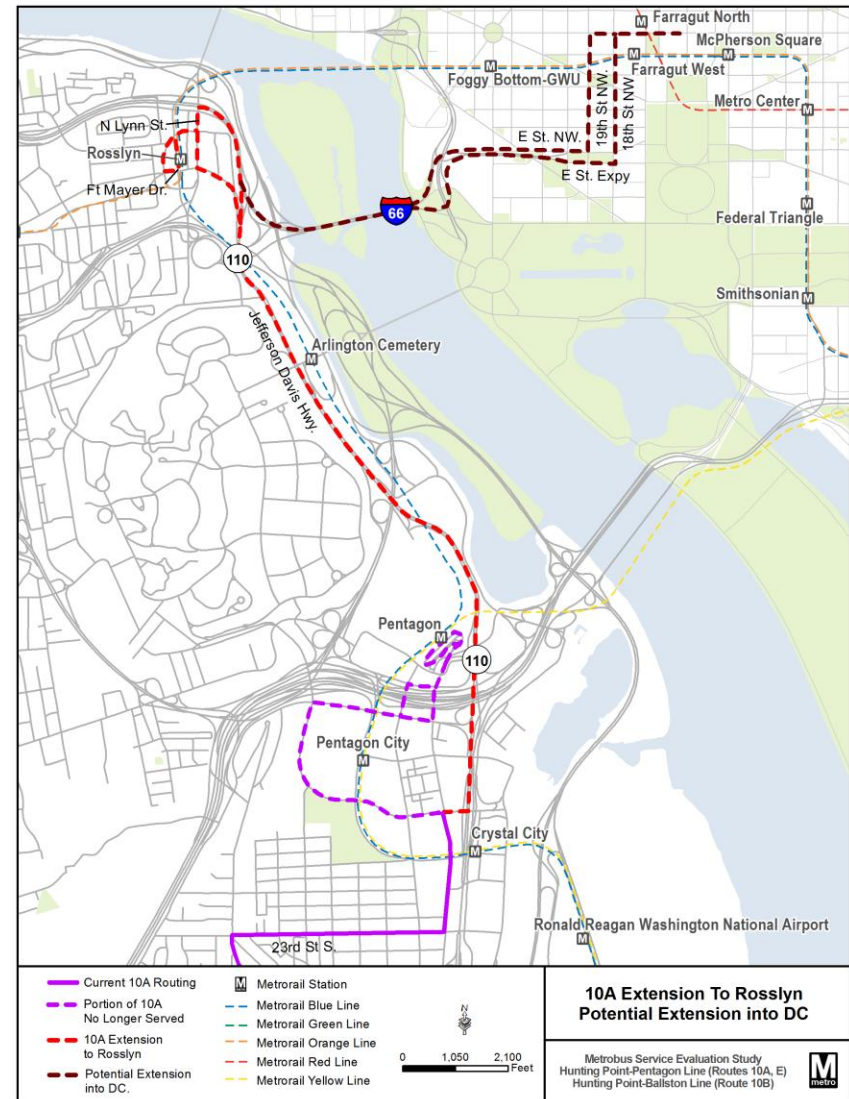 Farragut North
McPherson Square
Foggy Bottom-GWU
Farragut West
19th St NW.
18th St NW.
Metro Center
N Lynn St.
Rosslyn
E St. NW.
Ft Mayer Dr.
E St. Expy
66
Federal Triangle
110
Smithsonian
Jefferson Davis Hwy.
Arlington Cemetery
Pentagon
110
Pentagon City
Crystal City
23rd St S.
Ronald Reagan Washington National Airport
Current 10A Routing
Portion of 10A
No Longer Served
10A Extension
to Rosslyn
Potential Extension
into DC.
M Metrorail Station
Metrorail Blue Line
Metrorail Green Line
Metrorail Orange Line
Metrorail Red Line
Metrorail Yellow Line
N
0 1,050 2,100
Feet
10A Extension To Rosslyn
Potential Extension into DC
Metrobus Service Evaluation Study
Hunting Point-Pentagon Line (Routes 10A, E)
Hunting Point-Ballston Line (Route 10B)
M
metro